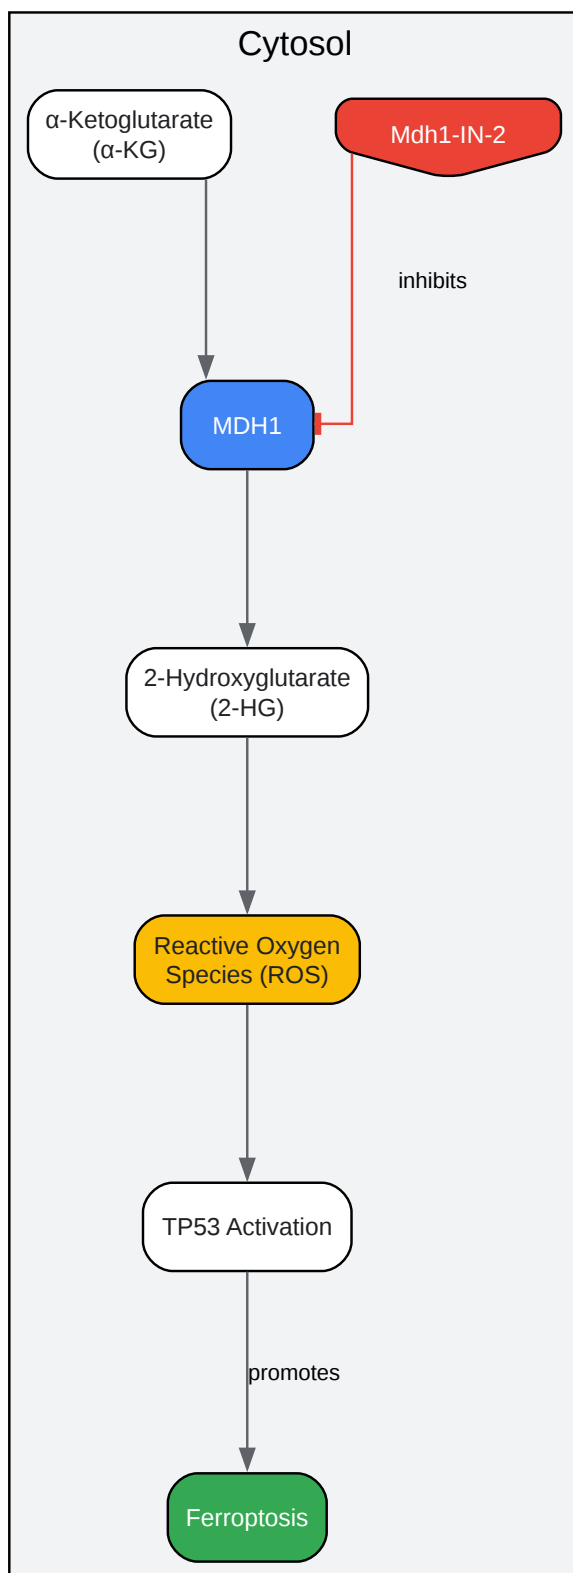 Cytosol
α-Ketoglutarate
(α-KG)
Mdh1-IN-2
inhibits
MDH1
2-Hydroxyglutarate
(2-HG)
Reactive Oxygen
Species (ROS)
TP53 Activation
promotes
Ferroptosis